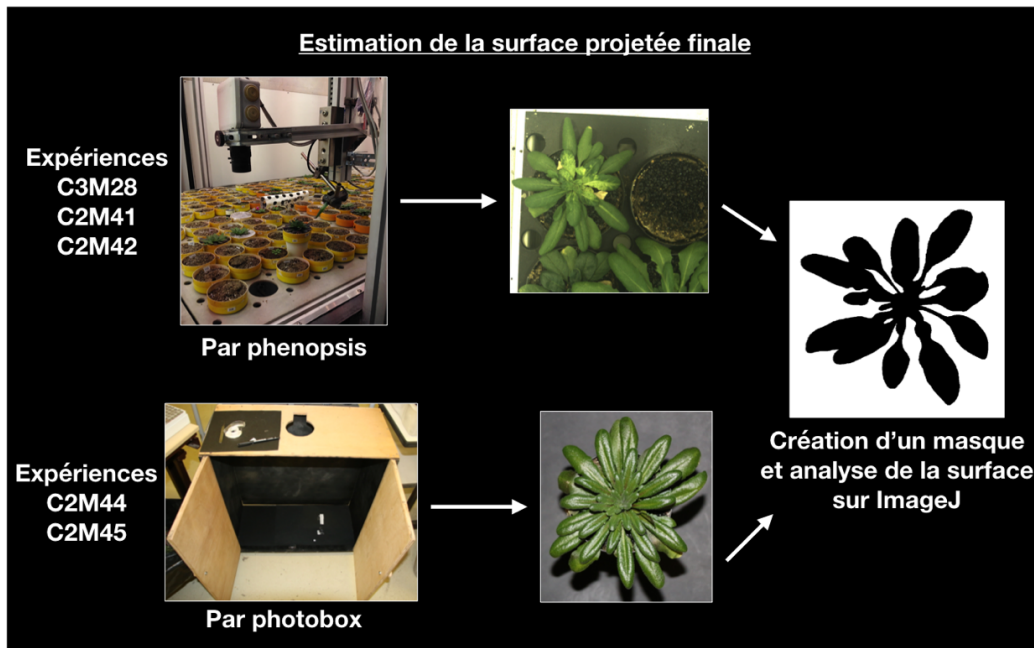 Estimation de la surface projetée finale
Expériences
C3M28
C2M41
C2M42
Par phenopsis
Expériences
C2M44
C2M45
Par photobox
Création d’un masque
et analyse de la surface
sur ImageJ